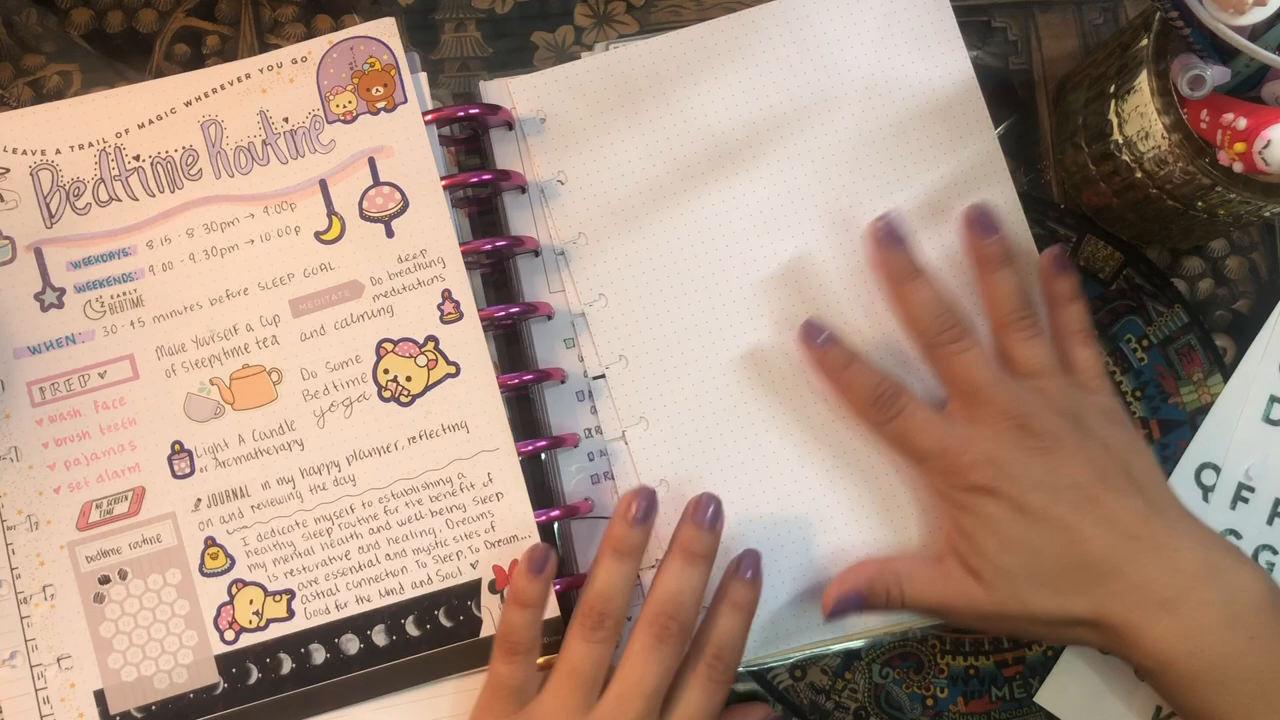 LEAVE A TRAIL OF MAGIC WHEREVER YOU GO
Bedtime Routine
WEEKDAYS: 8:15 - 8:30pm → 9:00p
WEEKENDS: 9:00 - 9:30pm → 10:00p
EARLY
BEDTIME
WHEN: 30-45 minutes before SLEEP GOAL.
PREP
wash face
brush teeth
pajamas
set alarm
NO SCREEN
TIME
Make yourself a Cup
of sleepytime tea
MEDITATE
Do deep
breathing
meditations
and calming
Do Some
Bedtime
yoga
Light A Candle
or Aromatherapy
JOURNAL in my happy planner, reflecting
on and reviewing the day
I dedicate myself to establishing a
healthy sleep routine for the benefit of
my mental health and well-being. Sleep
is restorative and healing, Dreams
are essential and mystic sites of
astral connection. To Sleep, To Dream...
Good for the Mind and Soul
bedtime routine
MÉX
Museo Nacional